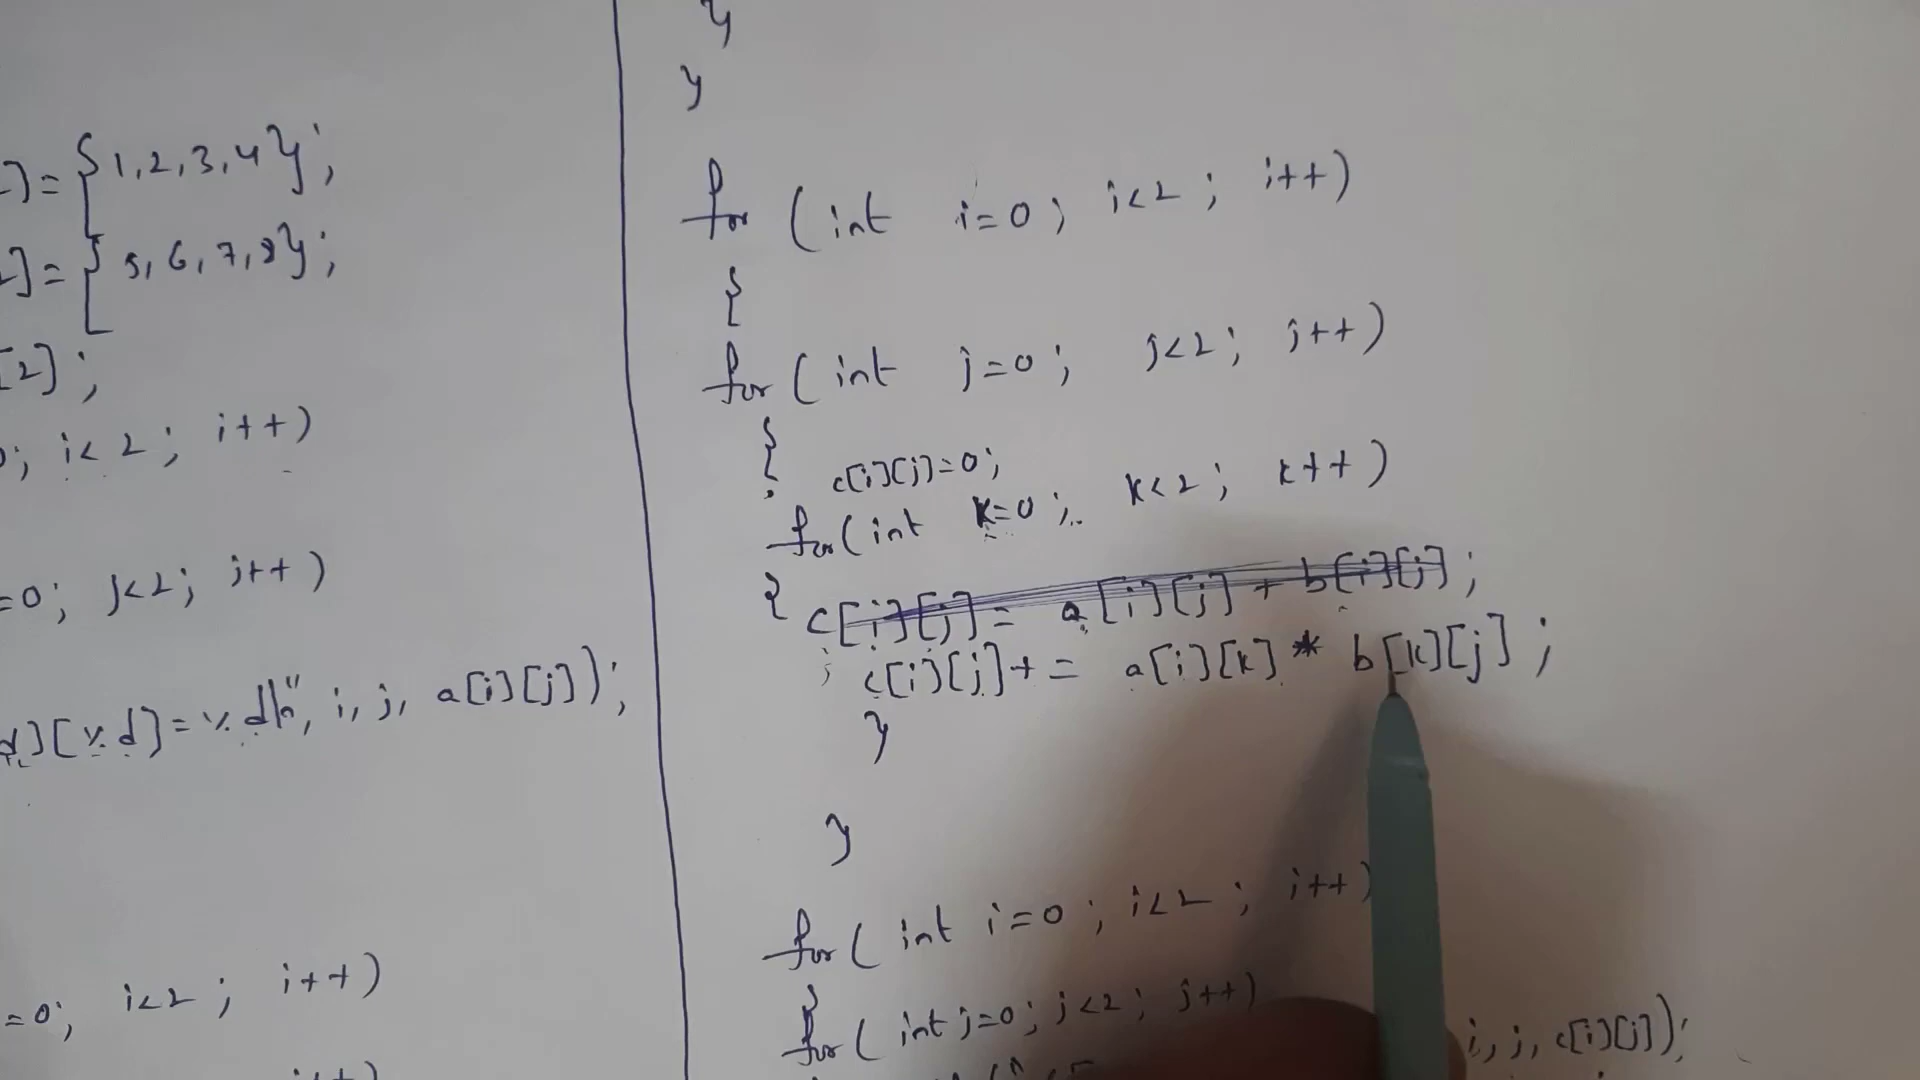 ]= {1,2,3,4};
]= {5,6,7,8};
[2];
0; i<2; i++)
=0; j<2; j++)
d][%d]=%d\n", i, j, a[i][j]);
=0; i<2; i++)
i++)
}
}
for (int i=0; i<2; i++)
{
for (int j=0; j<2; j++)
{
c[i][j]=0;
for(int k=0; k<2; k++)
{ c[i][j]= a[i][j] + b[i][j];
c[i][j]+= a[i][k] * b[k][j];
}
}
for( int i=0; i<2; i++)
{
for( int j=0; j<2; j++)
i, j, c[i][j]);